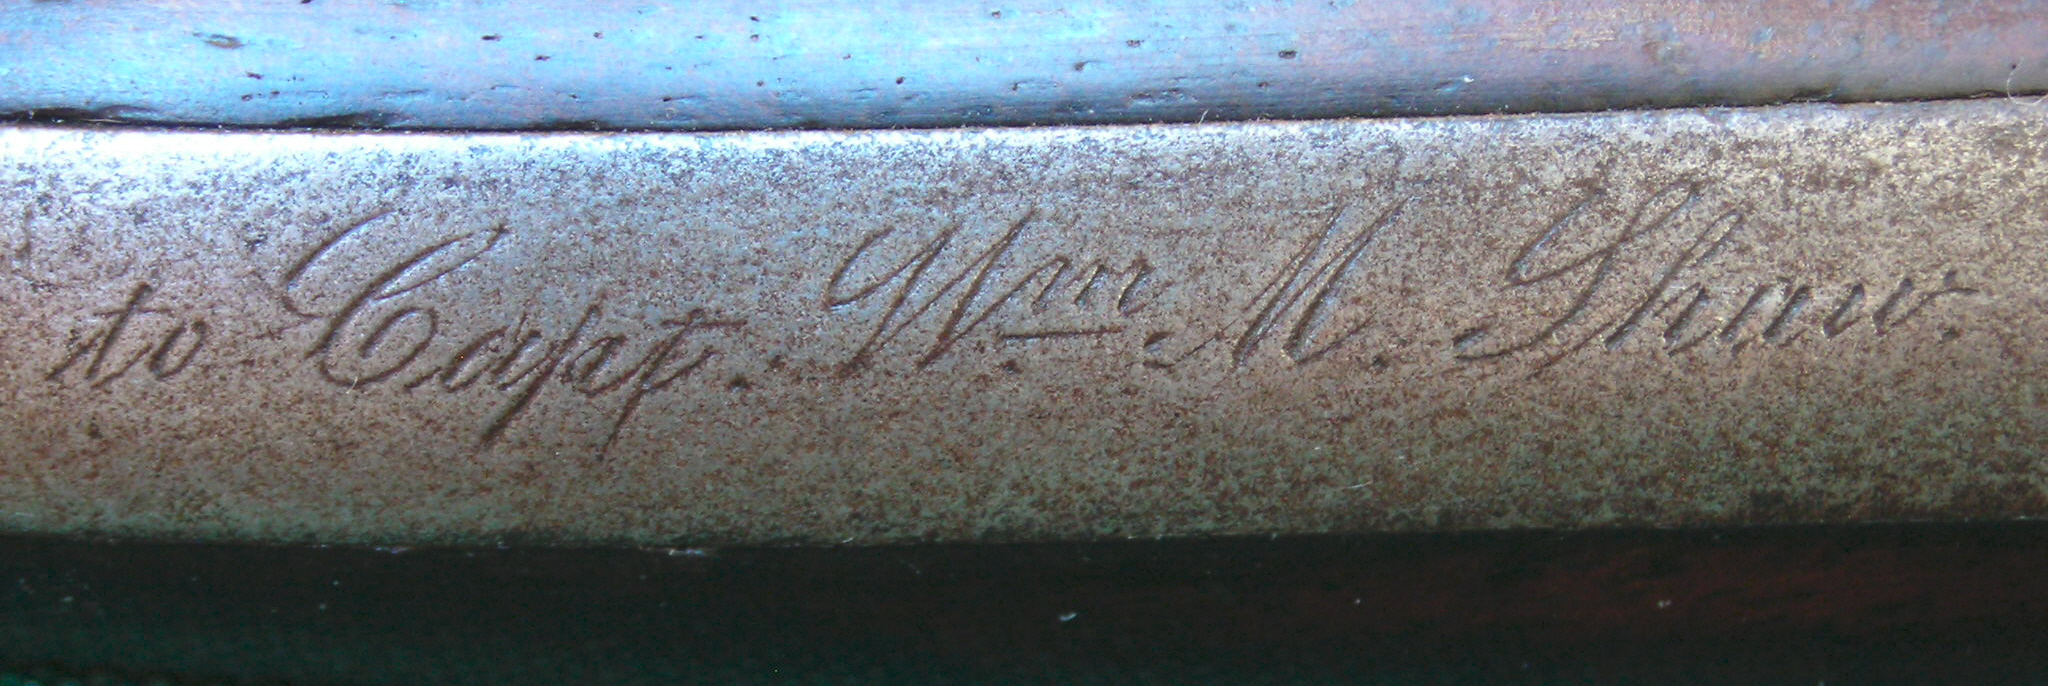 to Capt. Wm M. Shaw.